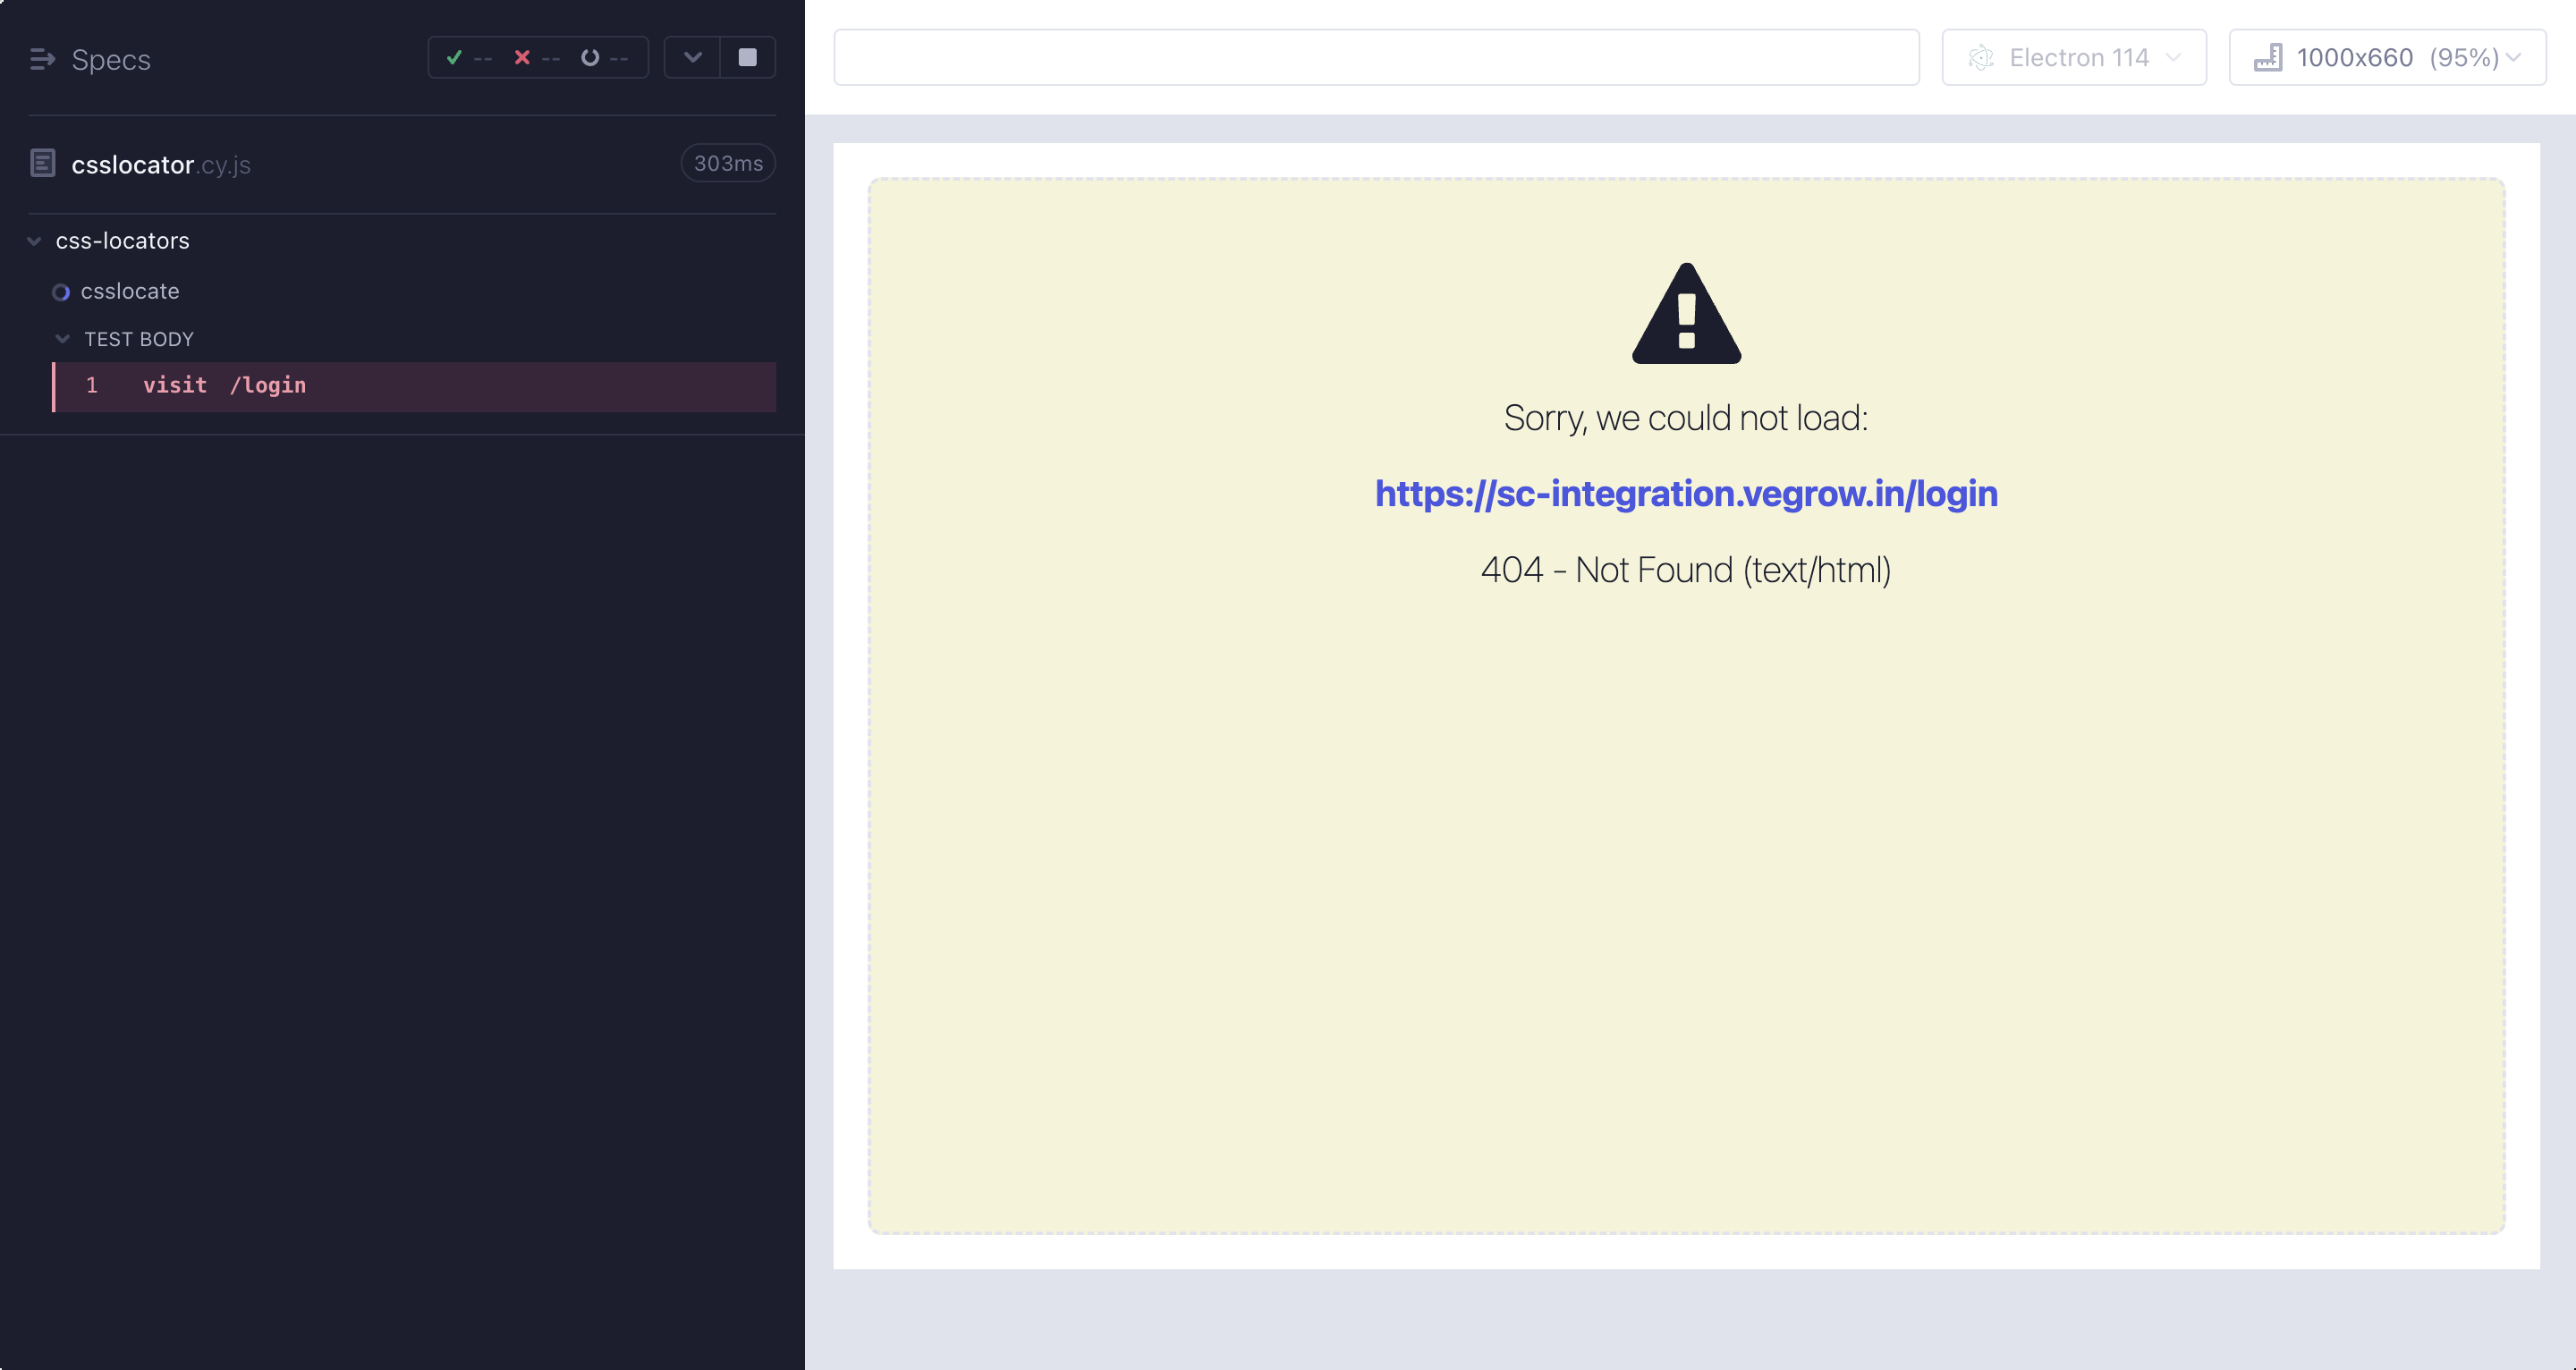 Specs
-- -- --
csslocator.cy.js
303ms
css-locators
csslocate
TEST BODY
1 visit /login
Electron 114
1000x660 (95%)
Sorry, we could not load:
https://sc-integration.vegrow.in/login
404 - Not Found (text/html)